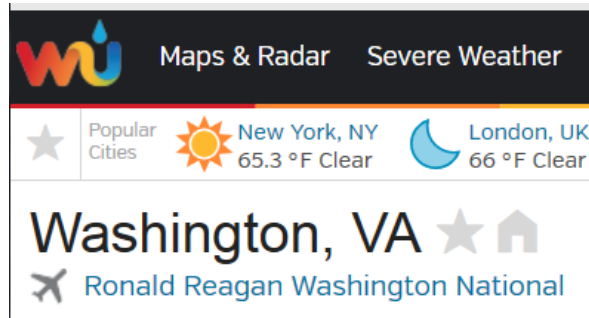 wu Maps & Radar Severe Weather
Popular Cities
New York, NY
65.3 °F Clear
London, UK
66 °F Clear
Washington, VA
Ronald Reagan Washington National